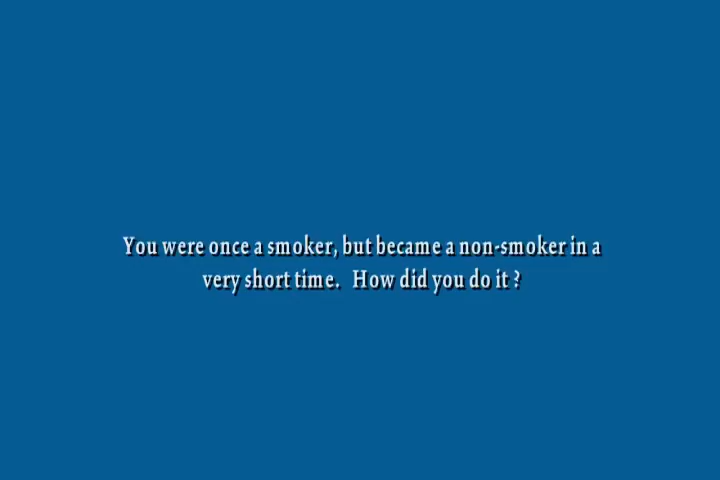 You were once a smoker, but became a non-smoker in a
very short time. How did you do it ?